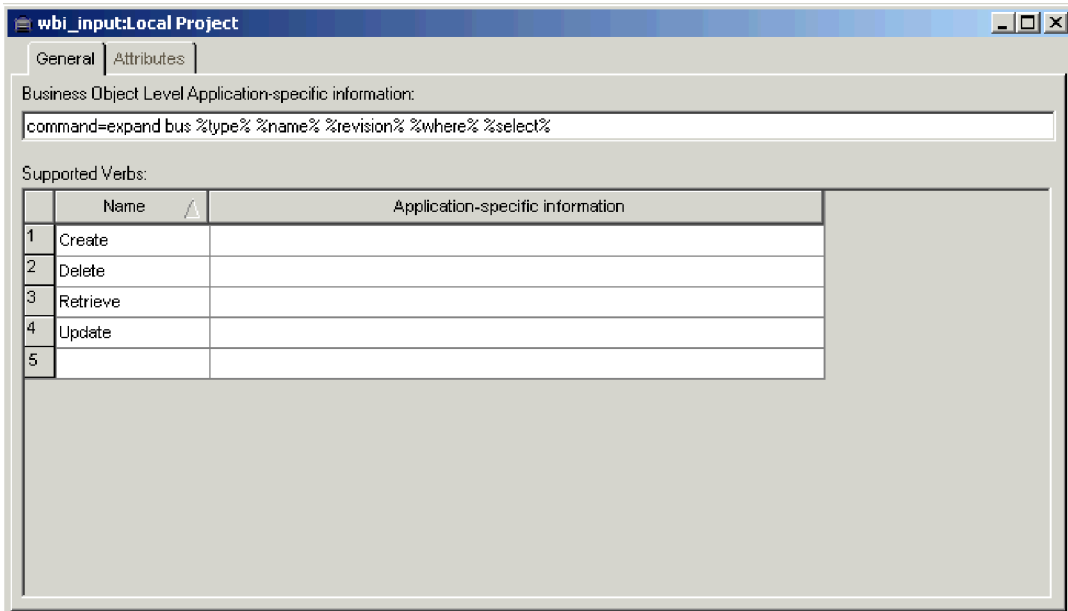 wbi_input:Local Project
General Attributes
Business Object Level Application-specific information:
command=expand bus %type% %name% %revision% %where% %select%
Supported Verbs:
Name Application-specific information
1 Create
2 Delete
3 Retrieve
4 Update
5